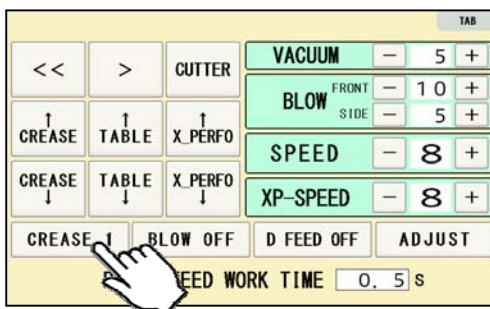 TAB
<< > CUTTER
VACUUM − 5 +
BLOW FRONT − 10 +
SIDE − 5 +
↑ CREASE ↑ TABLE ↑ X_PERFO
SPEED − 8 +
CREASE ↓ TABLE ↓ X_PERFO ↓
XP-SPEED − 8 +
CREASE 1 BLOW OFF D FEED OFF ADJUST
WORK TIME 0. 5 s